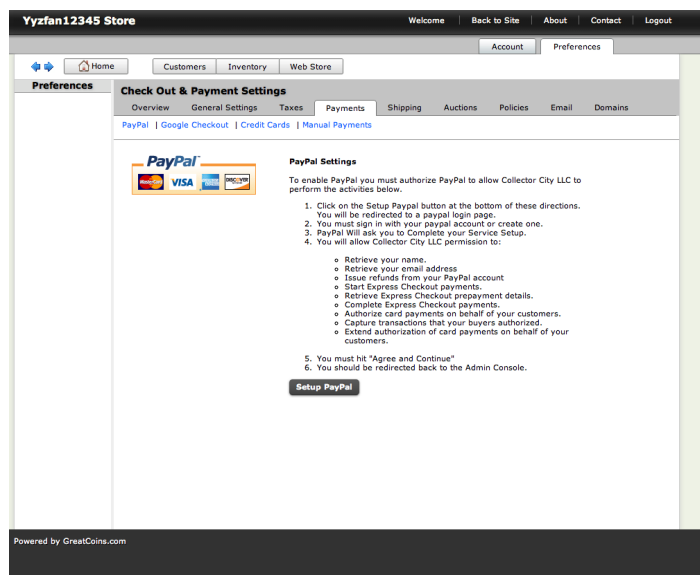 Yyzfan12345 Store
Welcome Back to Site About Contact Logout
Account Preferences
Home Customers Inventory Web Store
Preferences
Check Out & Payment Settings
Overview General Settings Taxes Payments Shipping Auctions Policies Email Domains
PayPal | Google Checkout | Credit Cards | Manual Payments
PayPal
MasterCard VISA DISCOVER
PayPal Settings
To enable PayPal you must authorize PayPal to allow Collector City LLC to
perform the activities below.
1. Click on the Setup Paypal button at the bottom of these directions.
You will be redirected to a paypal login page.
2. You must sign in with your paypal account or create one.
3. PayPal Will ask you to Complete your Service Setup.
4. You will allow Collector City LLC permission to:
Retrieve your name.
Retrieve your email address
Issue refunds from your PayPal account
Start Express Checkout payments.
Retrieve Express Checkout prepayment details.
Complete Express Checkout payments.
Authorize card payments on behalf of your customers.
Capture transactions that your buyers authorized.
Extend authorization of card payments on behalf of your
customers.
5. You must hit "Agree and Continue"
6. You should be redirected back to the Admin Console.
Setup PayPal
Powered by GreatCoins.com